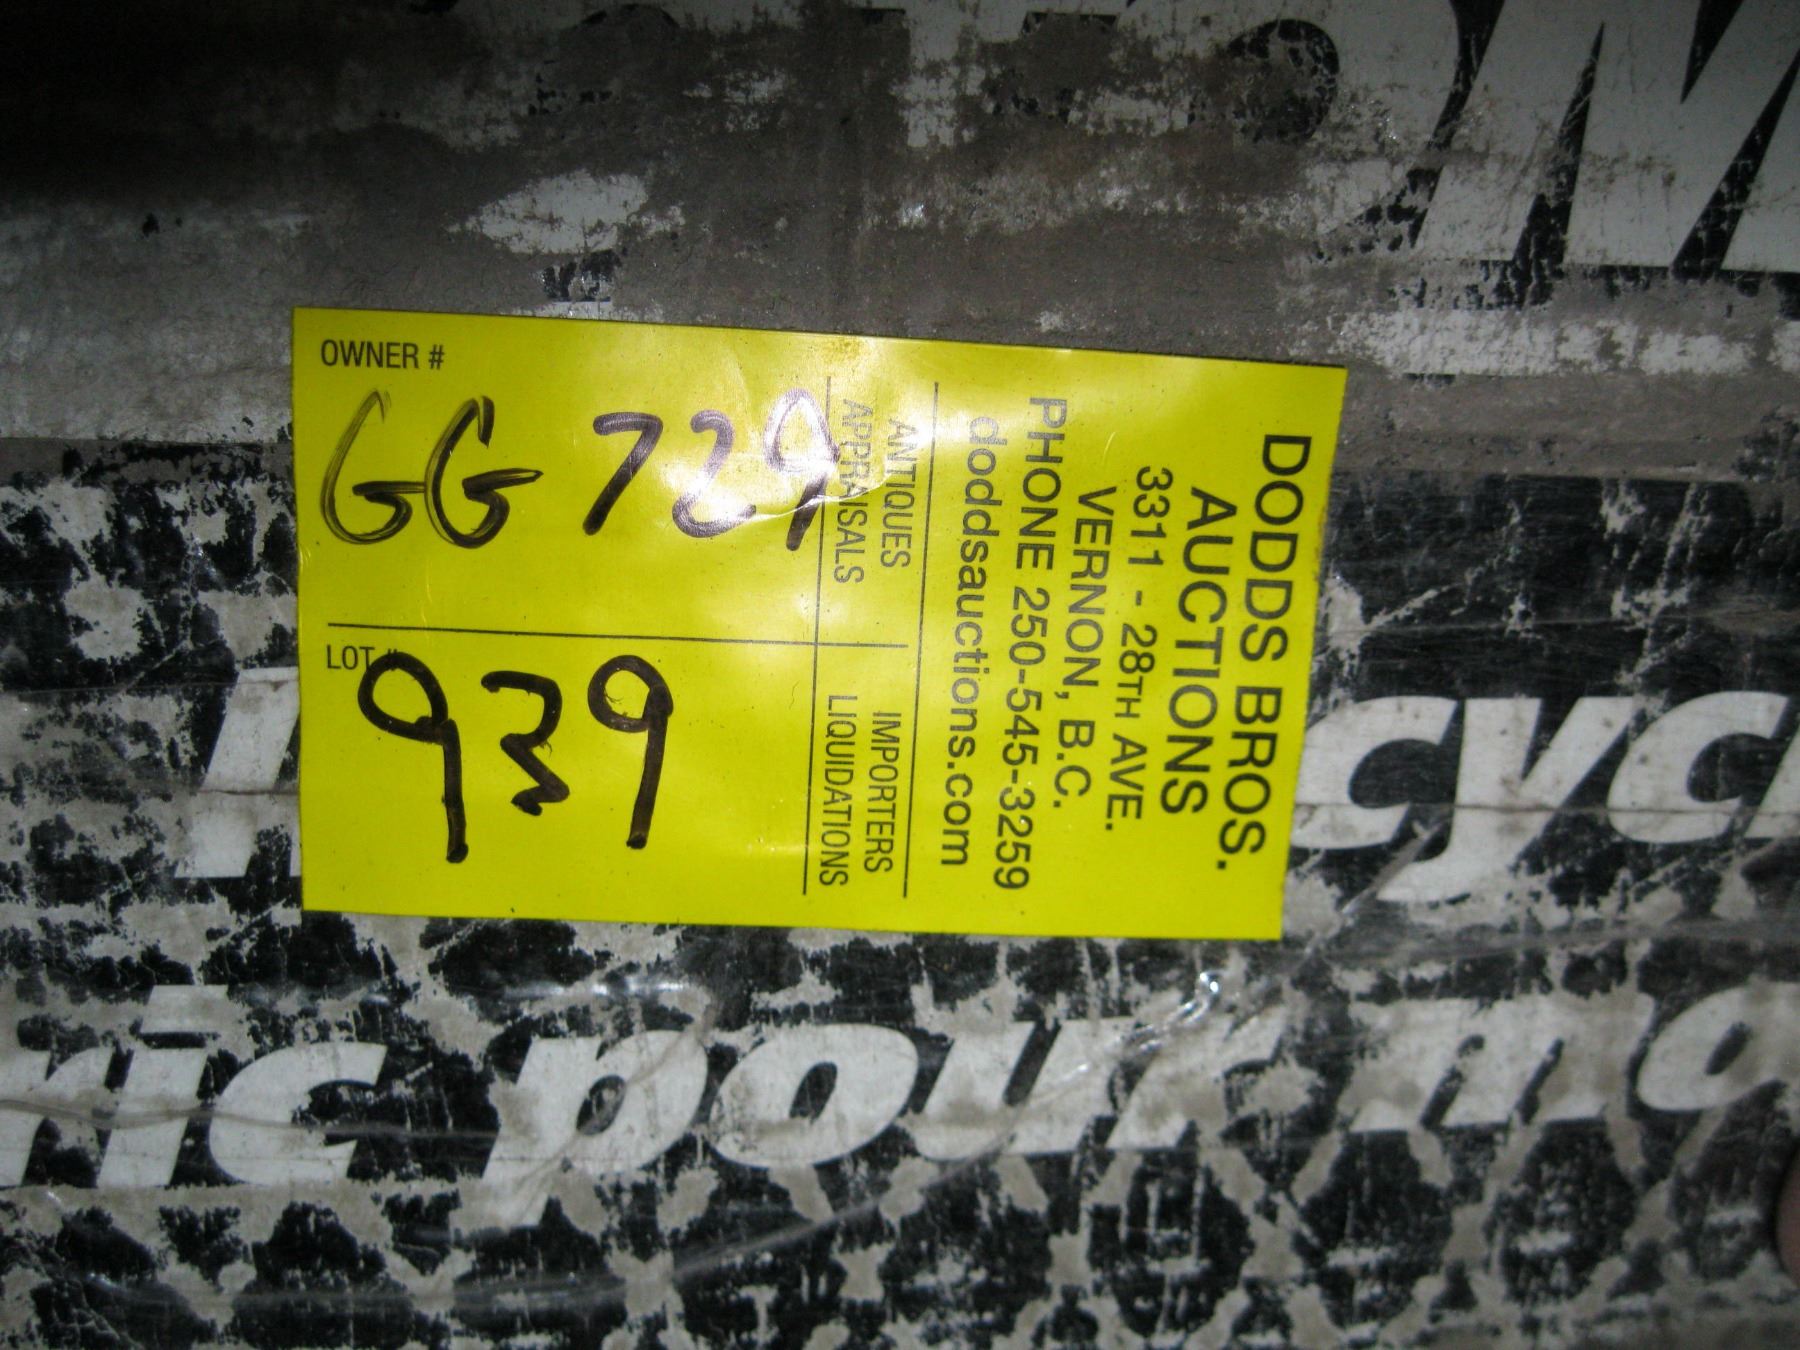 OWNER #
GG 729
LOT #
939
DODDS BROS.
AUCTIONS
3311 - 28TH AVE.
VERNON, B.C.
PHONE 250-545-3259
doddsauctions.com
ANTIQUES IMPORTERS
APPRAISALS LIQUIDATIONS
pour